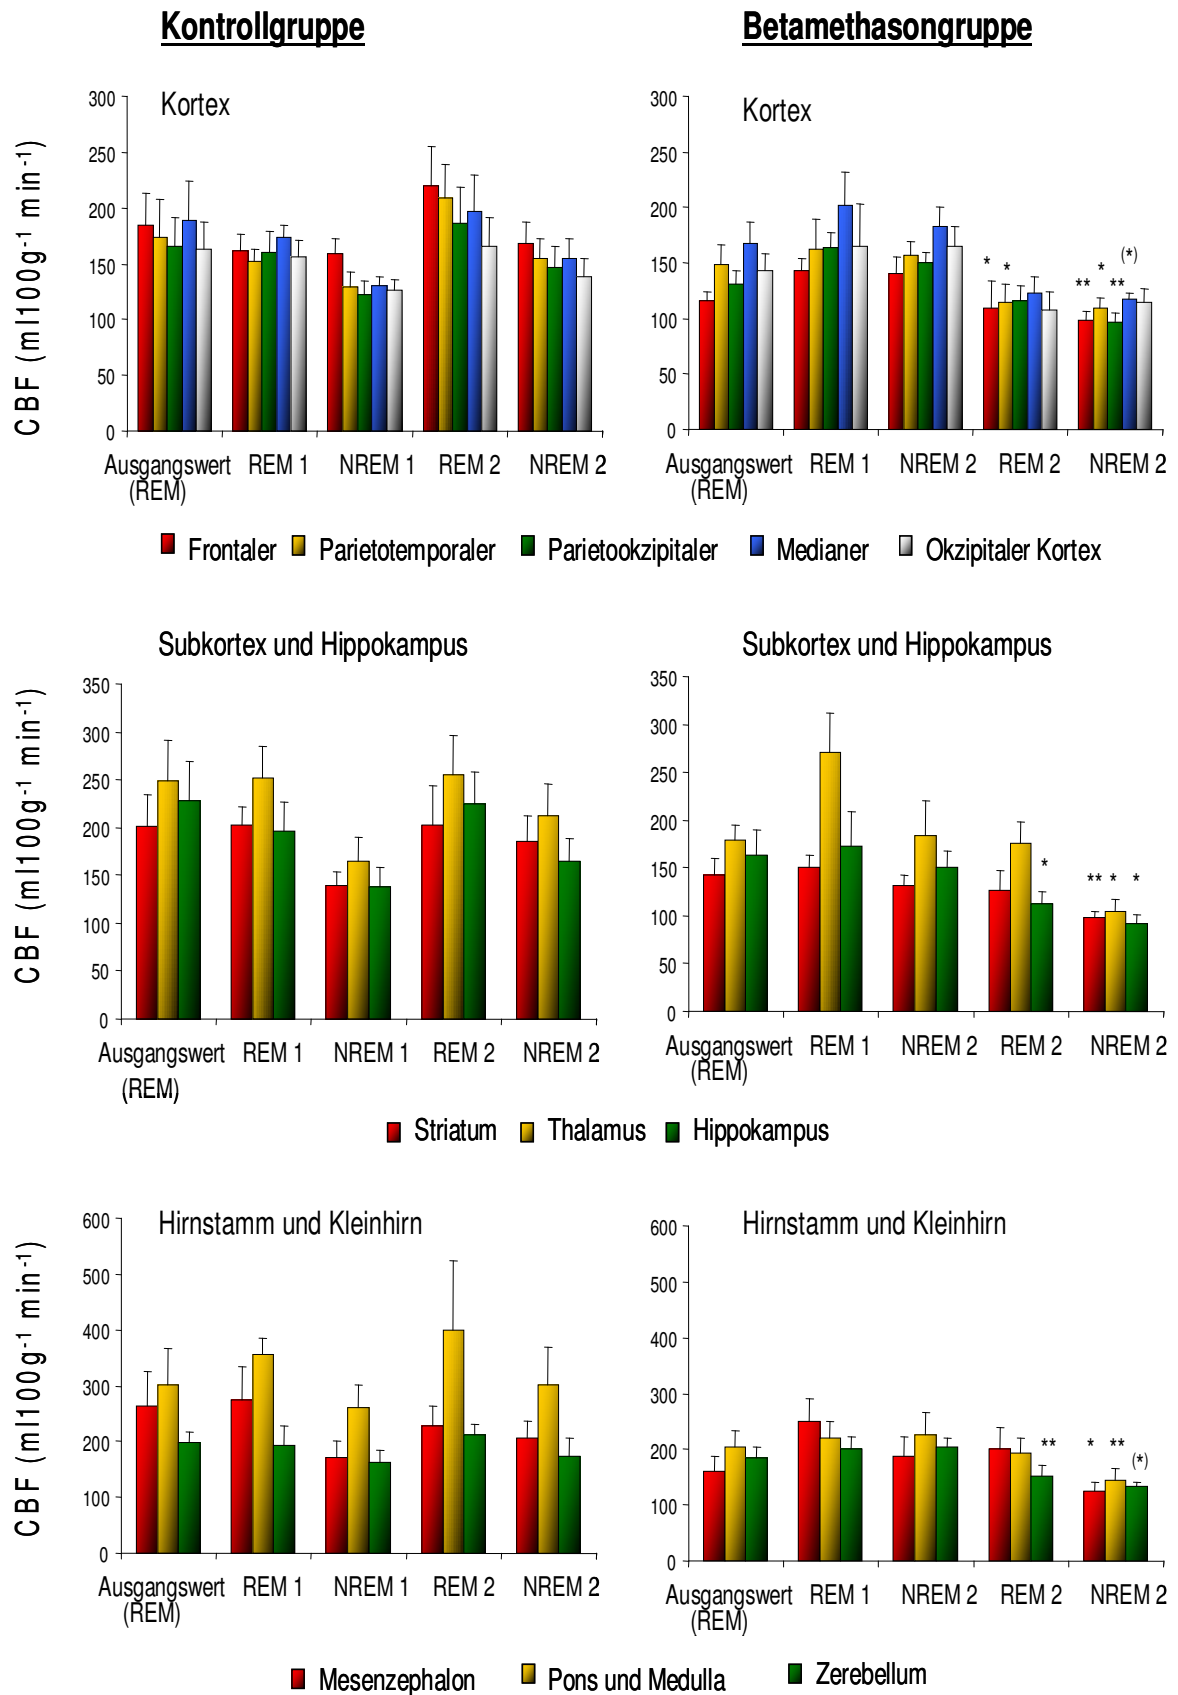 Kontrollgruppe
Betamethasongruppe
Kortex
CBF (ml100g-1 min-1)
300
250
200
150
100
50
0
Ausgangswert REM 1 NREM 1 REM 2 NREM 2
(REM)
Kortex
300
250
200
150
100
50
0
* * ** * ** (*)
Ausgangswert REM 1 NREM 2 REM 2 NREM 2
(REM)
Frontaler Parietotemporaler Parietookzipitaler Medianer Okzipitaler Kortex
Subkortex und Hippokampus
CBF (ml100g-1 min-1)
350
300
250
200
150
100
50
0
Ausgangswert REM 1 NREM 1 REM 2 NREM 2
(REM)
Subkortex und Hippokampus
350
300
250
200
150
100
50
0
* ** * *
Ausgangswert REM 1 NREM 2 REM 2 NREM 2
(REM)
Striatum Thalamus Hippokampus
Hirnstamm und Kleinhirn
CBF (ml100g-1 min-1)
600
500
400
300
200
100
0
Ausgangswert REM 1 NREM 1 REM 2 NREM 2
(REM)
Hirnstamm und Kleinhirn
600
500
400
300
200
100
0
** * ** (*)
Ausgangswert REM 1 NREM 2 REM 2 NREM 2
(REM)
Mesenzephalon Pons und Medulla Zerebellum